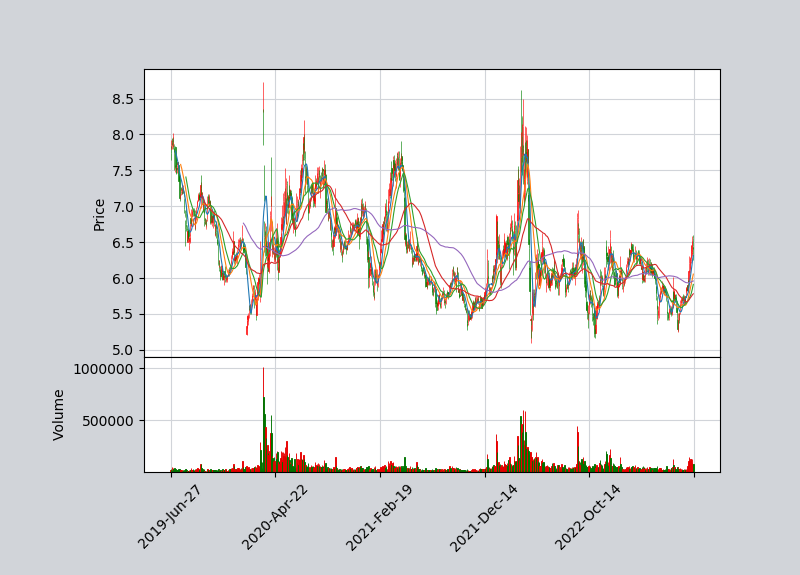 Price
8.5
8.0
7.5
7.0
6.5
6.0
5.5
5.0
Volume
1000000
500000
2019-Jun-27
2020-Apr-22
2021-Feb-19
2021-Dec-14
2022-Oct-14